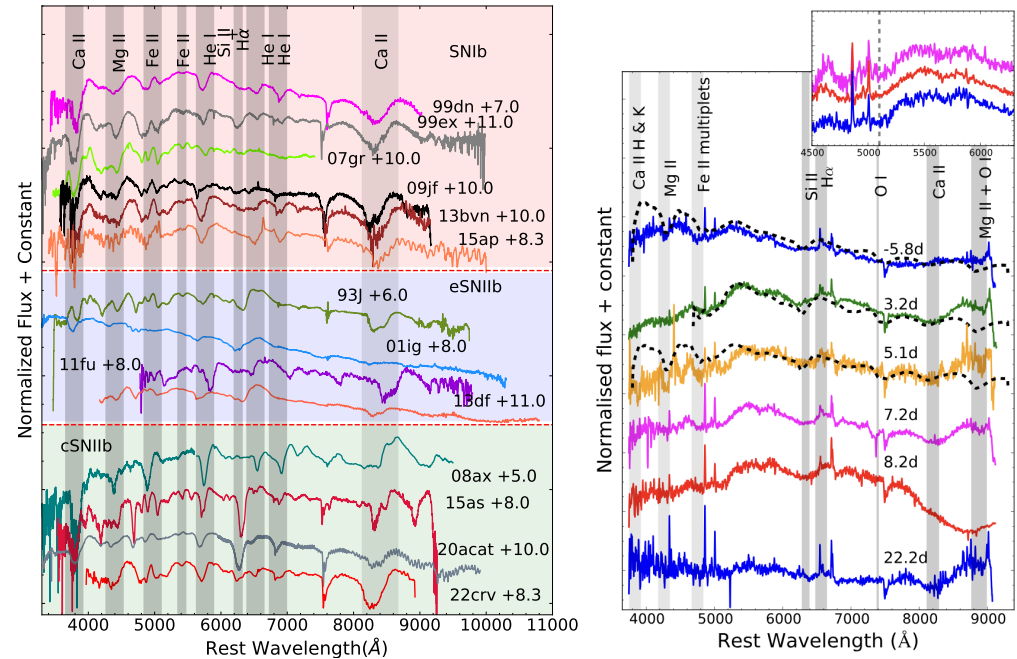 Ca II
Mg II
Fe II
Fe II
He I
Si II + Hα
He I
He I
Ca II
SNIb
99dn +7.0
99ex +11.0
07gr +10.0
09jf +10.0
13bvn +10.0
15ap +8.3
eSNIIb
93J +6.0
01ig +8.0
11fu +8.0
13df +11.0
cSNIIb
08ax +5.0
15as +8.0
20acat +10.0
22crv +8.3
4000 5000 6000 7000 8000 9000 10000 11000
Rest Wavelength(Å)
Normalized Flux + Constant
4500 5100 5600 6200
Ca II H & K
Mg II
Fe II multiplets
Si II
Hα
O I
Ca II
Mg II + O I
-5.8d
3.2d
5.1d
7.2d
8.2d
22.2d
4000 5000 6000 7000 8000 9000
Rest Wavelength (Å)
Normalised flux + constant